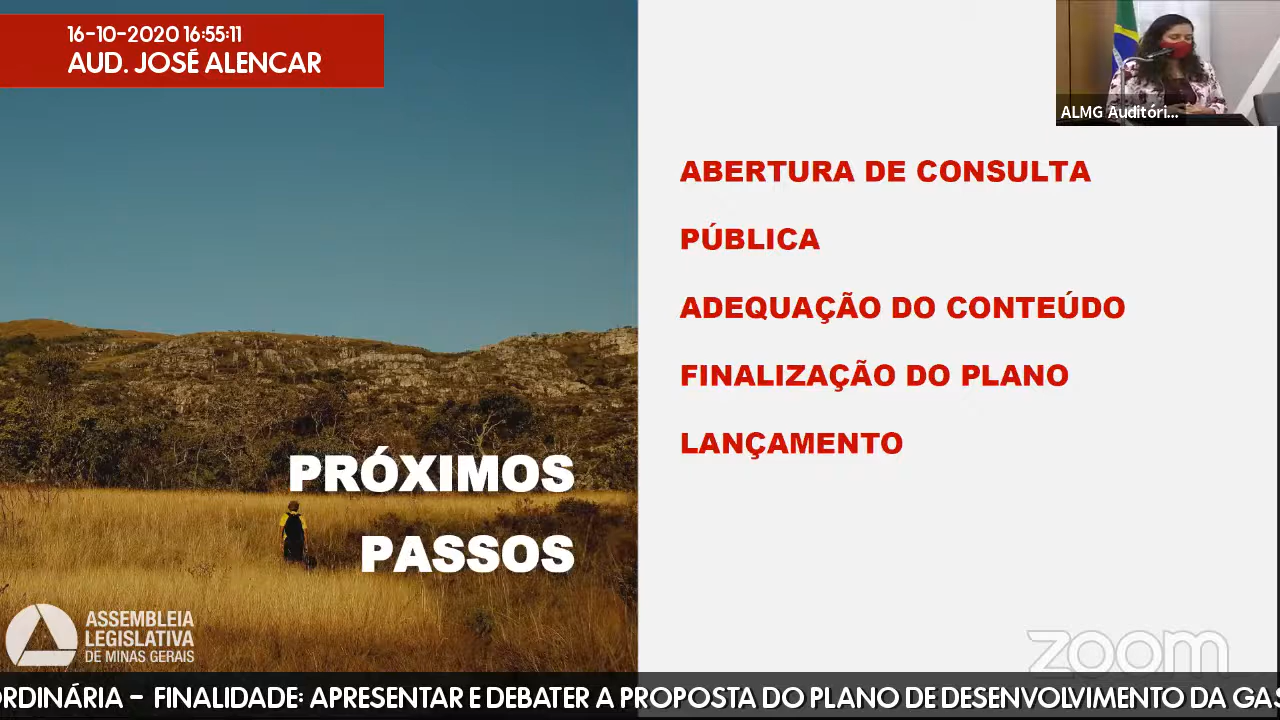 16-10-2020 16:55:11
AUD. JOSÉ ALENCAR
ALMG Auditóri...
ABERTURA DE CONSULTA
PÚBLICA
ADEQUAÇÃO DO CONTEÚDO
FINALIZAÇÃO DO PLANO
LANÇAMENTO
PRÓXIMOS
PASSOS
ASSEMBLEIA
LEGISLATIVA
DE MINAS GERAIS
zoom
ORDINÁRIA - FINALIDADE: APRESENTAR E DEBATER A PROPOSTA DO PLANO DE DESENVOLVIMENTO DA GAS